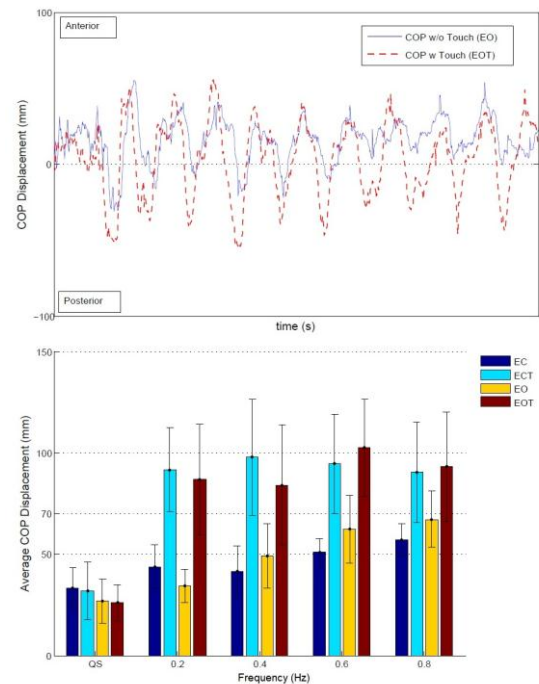 100
Anterior
COP w/o Touch (EO)
COP w Touch (EOT)
COP Displacement (mm)
0
Posterior
−100
time (s)
150
EC
ECT
EO
EOT
100
70
50
0
Average COP Displacement (mm)
QS 0.2 0.4 0.6 0.8
Frequency (Hz)